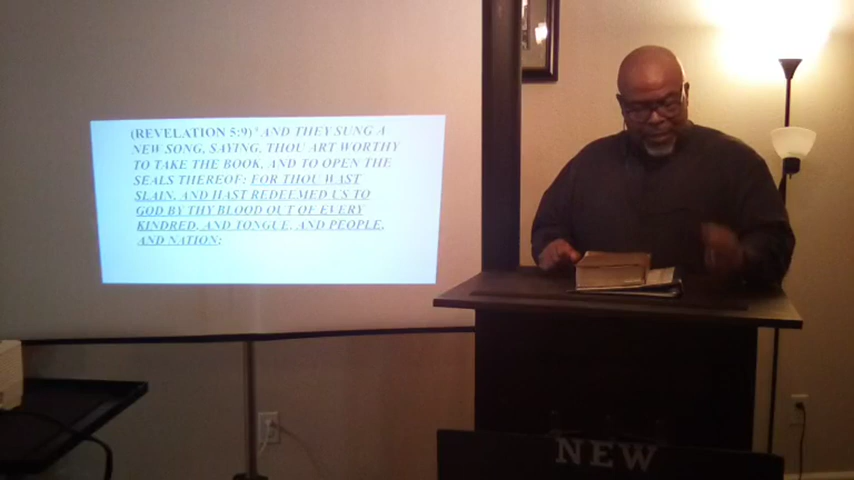 (REVELATION 5:9) ⁹ AND THEY SUNG A
NEW SONG, SAYING, THOU ART WORTHY
TO TAKE THE BOOK, AND TO OPEN THE
SEALS THEREOF: FOR THOU WAST
SLAIN, AND HAST REDEEMED US TO
GOD BY THY BLOOD OUT OF EVERY
KINDRED, AND TONGUE, AND PEOPLE,
AND NATION;
NEW